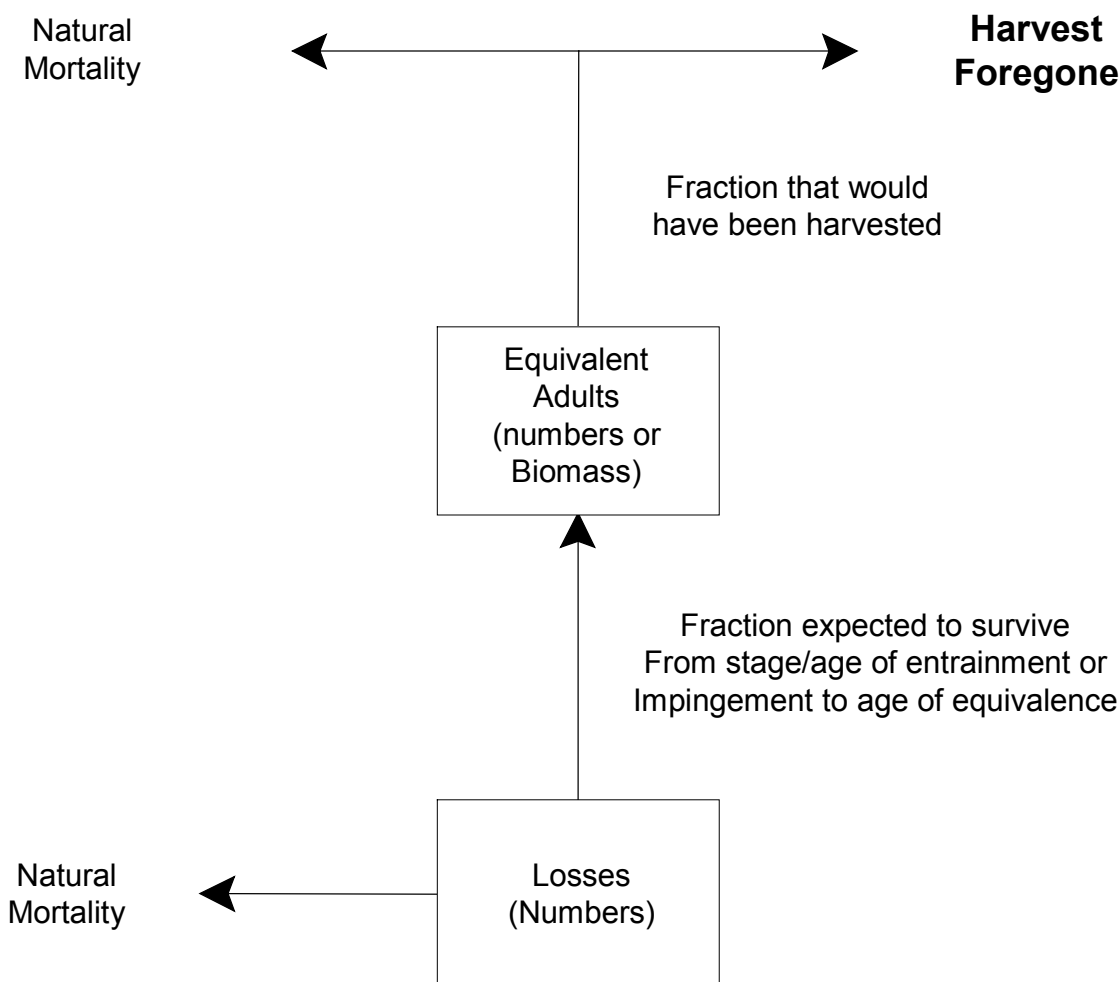 Natural
Mortality
Harvest
Foregone
Fraction that would
have been harvested
Equivalent
Adults
(numbers or
Biomass)
Fraction expected to survive
From stage/age of entrainment or
Impingement to age of equivalence
Natural
Mortality
Losses
(Numbers)